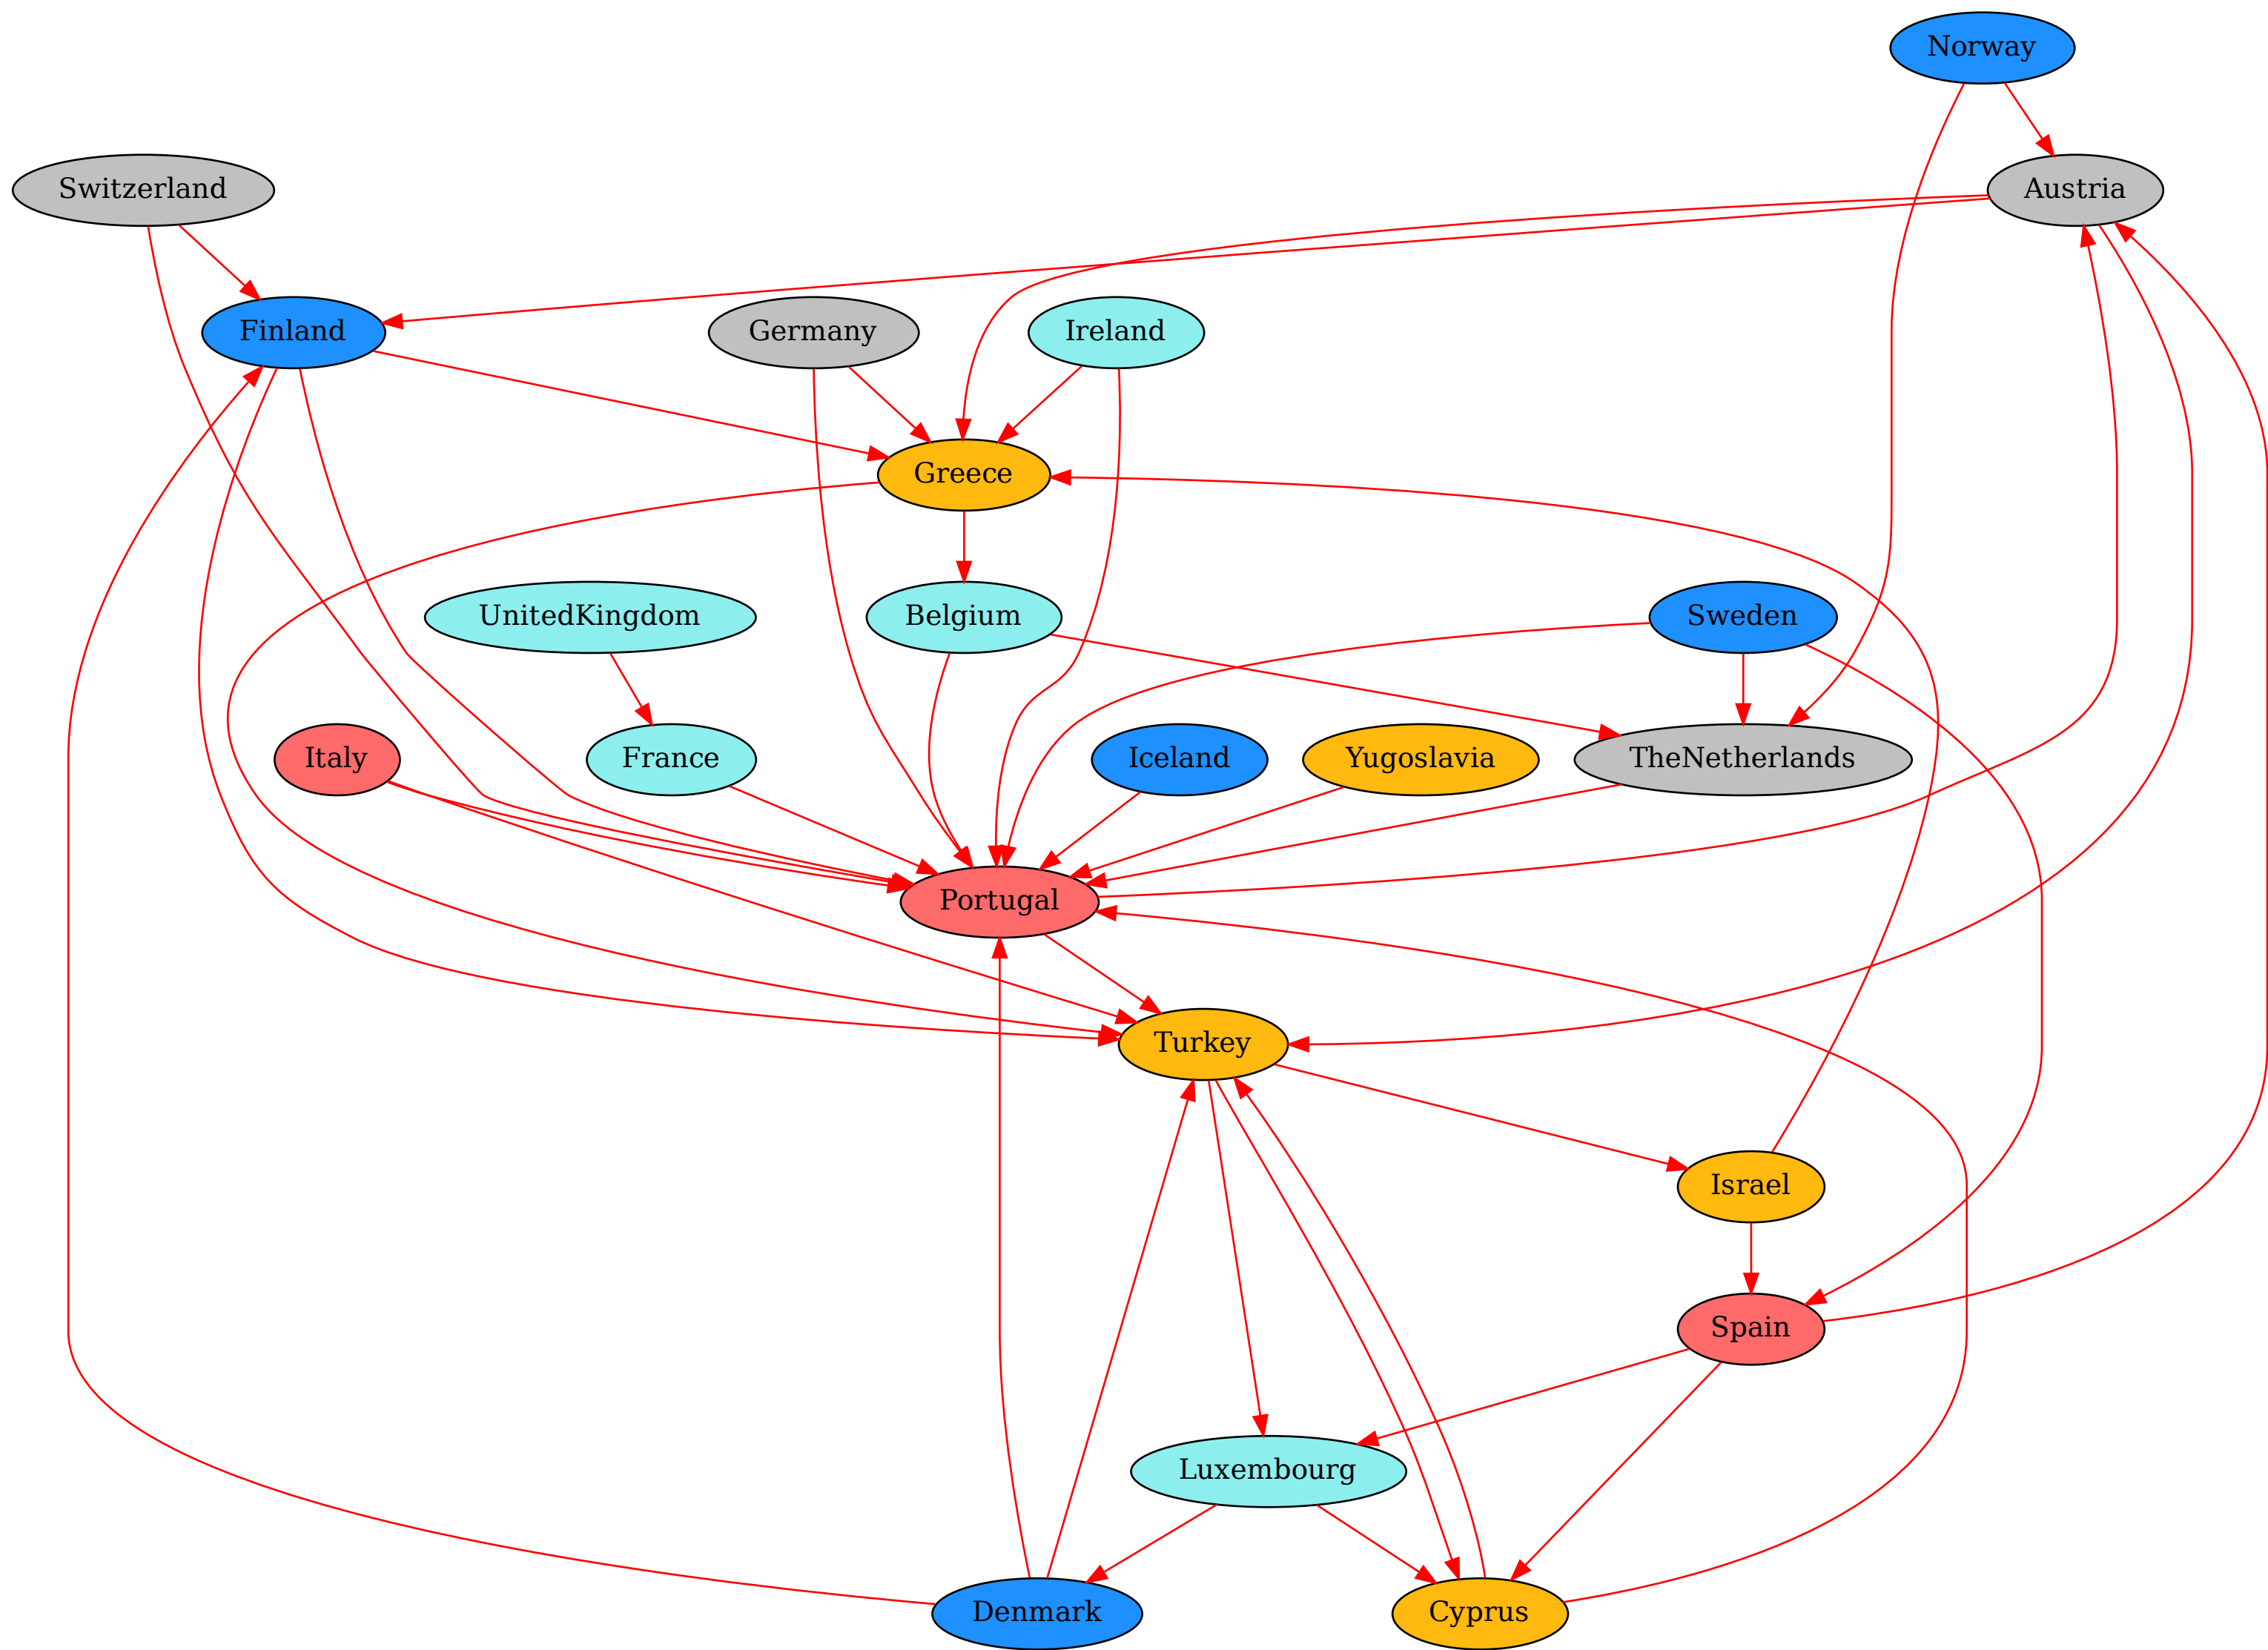 Norway
Switzerland
Austria
Finland
Germany
Ireland
Greece
UnitedKingdom
Belgium
Sweden
Italy
France
Iceland
Yugoslavia
TheNetherlands
Portugal
Turkey
Israel
Spain
Luxembourg
Denmark
Cyprus